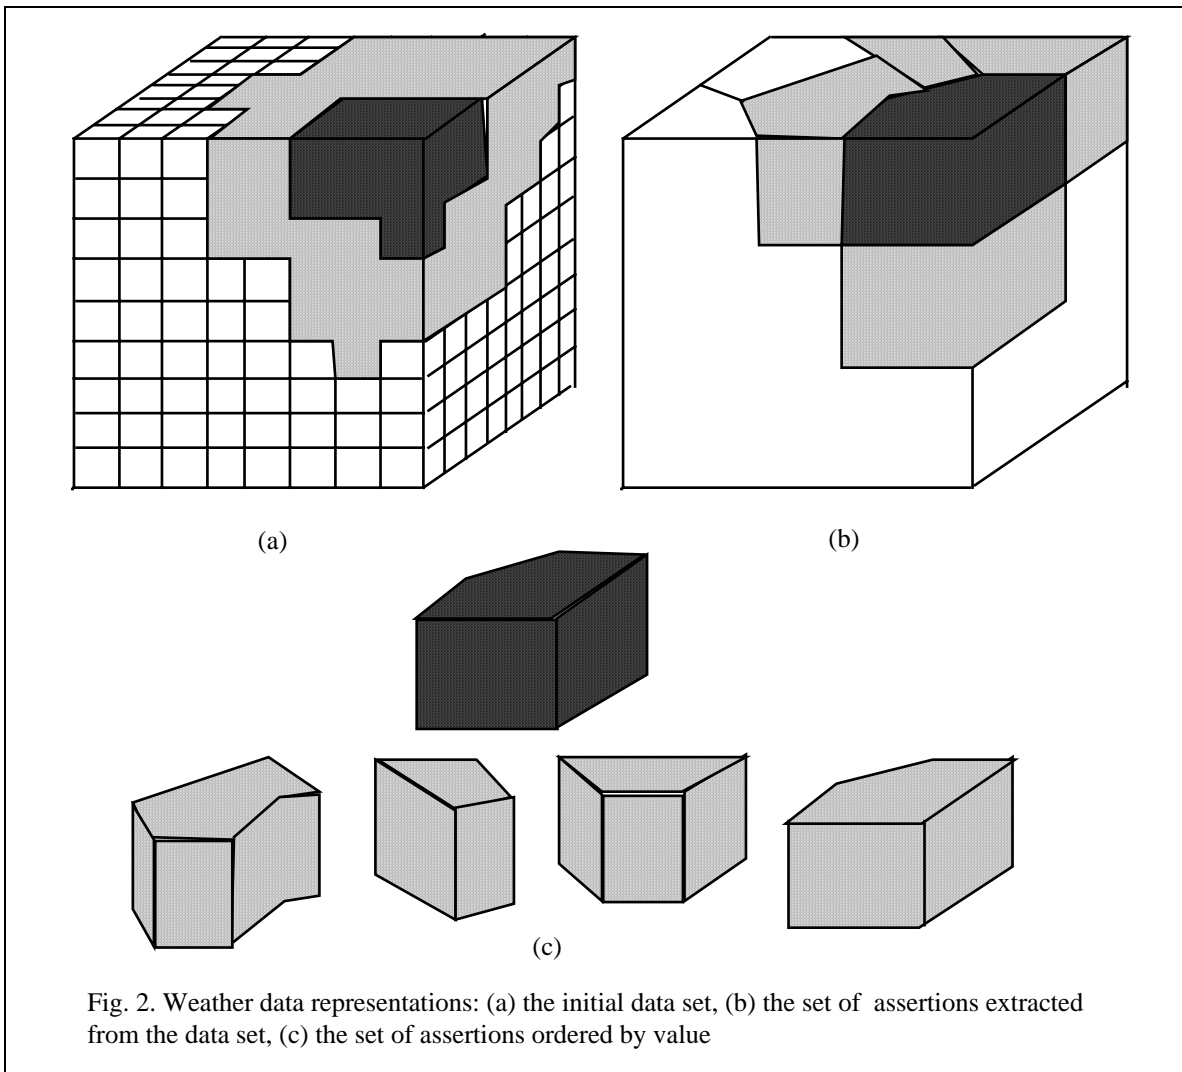 (a)
(b)
(c)
Fig. 2. Weather data representations: (a) the initial data set, (b) the set of assertions extracted
from the data set, (c) the set of assertions ordered by value